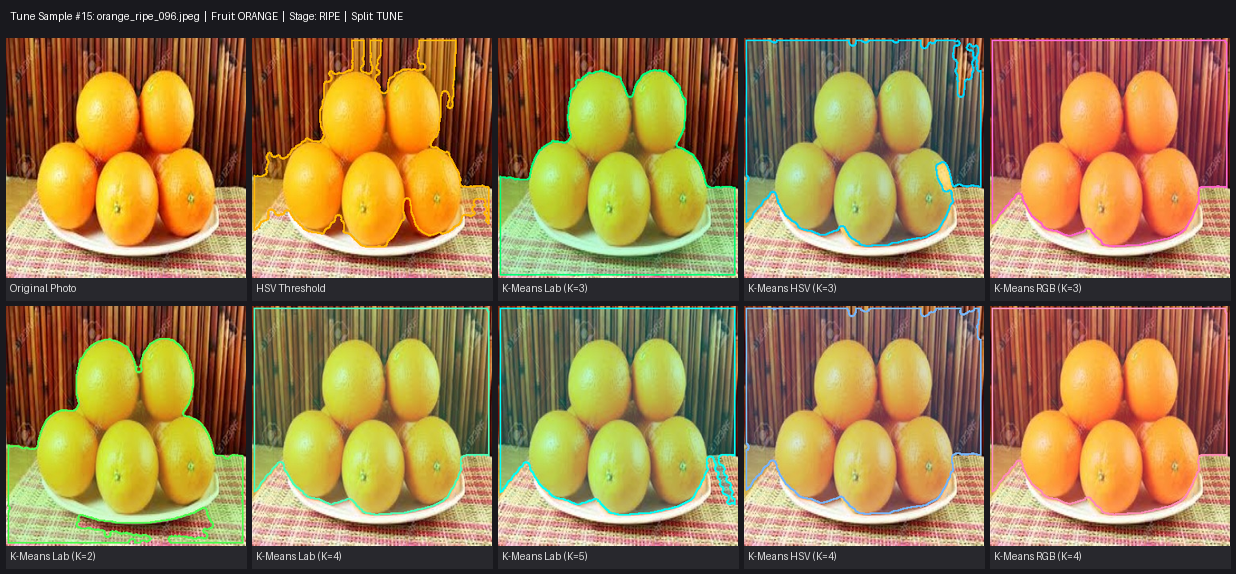 Tune Sample #15: orange_ripe_096.jpeg | Fruit: ORANGE | Stage: RIPE | Split: TUNE
Original Photo
HSV Threshold
K-Means Lab (K=3)
K-Means HSV (K=3)
K-Means RGB (K=3)
K-Means Lab (K=2)
K-Means Lab (K=4)
K-Means Lab (K=5)
K-Means HSV (K=4)
K-Means RGB (K=4)